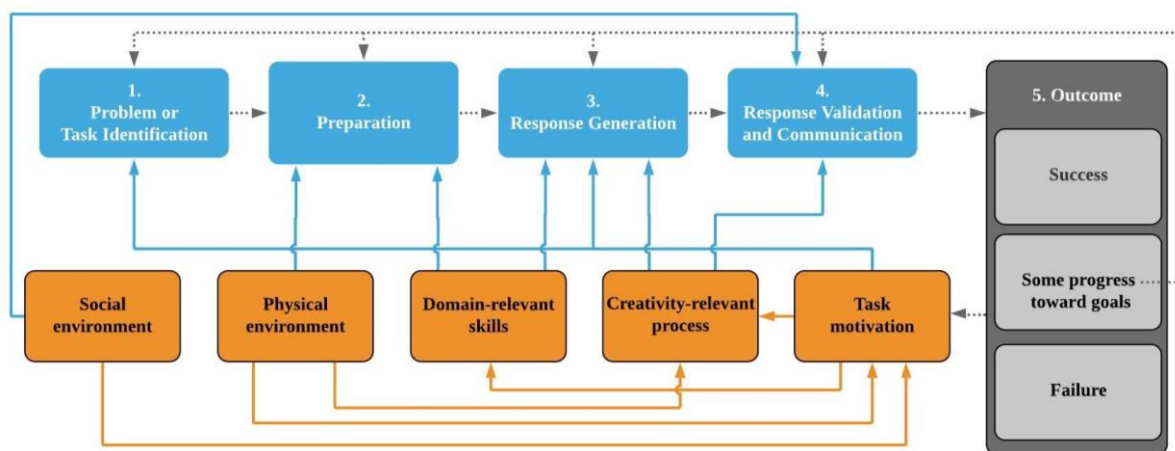 1.
Problem or
Task Identification
2.
Preparation
3.
Response Generation
4.
Response Validation
and Communication
5. Outcome
Success
Some progress
toward goals
Failure
Social
environment
Physical
environment
Domain-relevant
skills
Creativity-relevant
process
Task
motivation